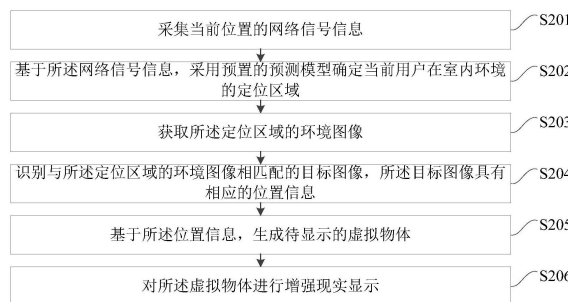 采集当前位置的网络信号信息
S201
基于所述网络信号信息，采用预置的预测模型确定当前用户在室内环境
的定位区域
S202
获取所述定位区域的环境图像
S203
识别与所述定位区域的环境图像相匹配的目标图像，所述目标图像具有
相应的位置信息
S204
基于所述位置信息，生成待显示的虚拟物体
S205
对所述虚拟物体进行增强现实显示
S206